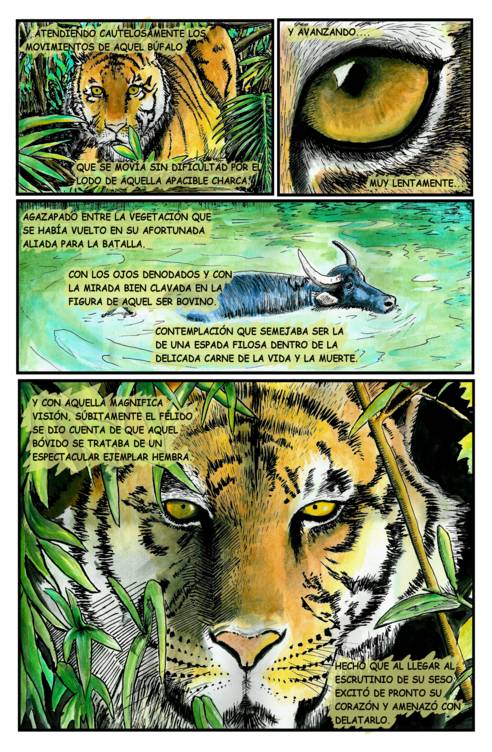 ATENDIENDO CAUTELOSAMENTE LOS
MOVIMIENTOS DE AQUEL BÚFALO
QUE SE MOVÍA SIN DIFICULTAD POR EL
LODO DE AQUELLA APACIBLE CHARCA.
Y AVANZANDO....
MUY LENTAMENTE...
AGAZAPADO ENTRE LA VEGETACIÓN QUE
SE HABÍA VUELTO EN SU AFORTUNADA
ALIADA PARA LA BATALLA.
CON LOS OJOS DENODADOS Y CON
LA MIRADA BIEN CLAVADA EN LA
FIGURA DE AQUEL SER BOVINO.
CONTEMPLACIÓN QUE SEMEJABA SER LA
DE UNA ESPADA FILOSA DENTRO DE LA
DELICADA CARNE DE LA VIDA Y LA MUERTE.
Y CON AQUELLA MAGNIFICA
VISIÓN, SÚBITAMENTE EL FÉLIDO
SE DIO CUENTA DE QUE AQUEL
BÓVIDO SE TRATABA DE UN
ESPECTACULAR EJEMPLAR HEMBRA.
HECHO QUE AL LLEGAR AL
ESCRUTINIO DE SU SESO,
EXCITÓ DE PRONTO SU
CORAZÓN Y AMENAZÓ CON
DELATARLO.